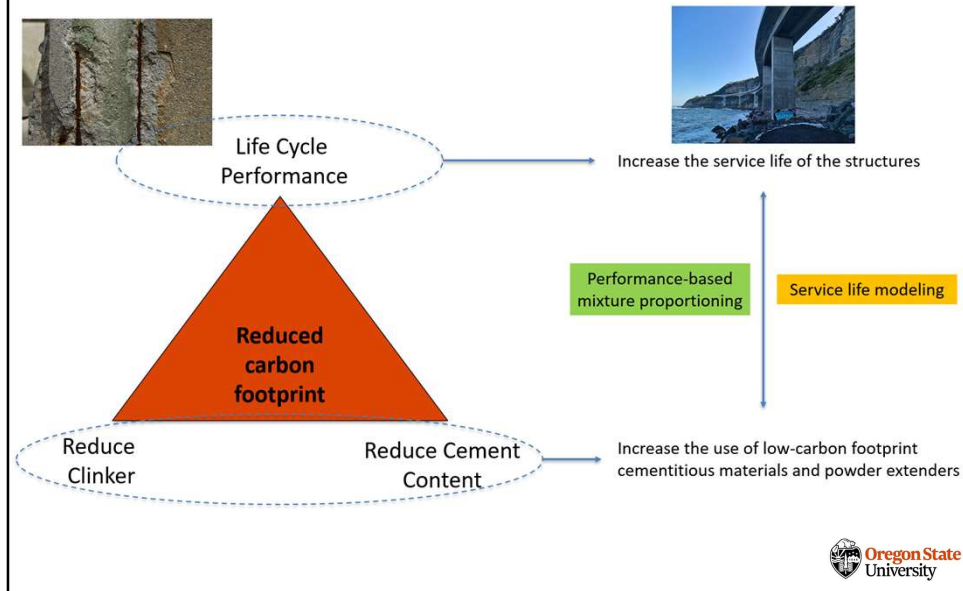 Life Cycle
Performance
Increase the service life of the structures
Performance-based
mixture proportioning
Service life modeling
Reduced
carbon
footprint
Reduce
Clinker
Reduce Cement
Content
Increase the use of low-carbon footprint
cementitious materials and powder extenders
Oregon State
University